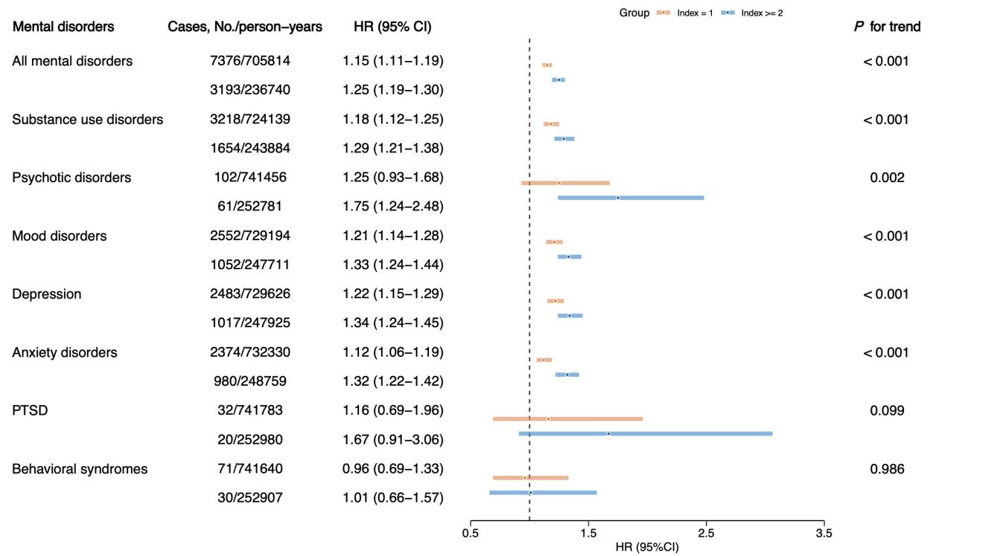 Group Index = 1 Index >= 2
Mental disorders Cases, No./person−years HR (95% CI) P for trend
All mental disorders 7376/705814 1.15 (1.11−1.19) < 0.001
3193/236740 1.25 (1.19−1.30)
Substance use disorders 3218/724139 1.18 (1.12−1.25) < 0.001
1654/243884 1.29 (1.21−1.38)
Psychotic disorders 102/741456 1.25 (0.93−1.68) 0.002
61/252781 1.75 (1.24−2.48)
Mood disorders 2552/729194 1.21 (1.14−1.28) < 0.001
1052/247711 1.33 (1.24−1.44)
Depression 2483/729626 1.22 (1.15−1.29) < 0.001
1017/247925 1.34 (1.24−1.45)
Anxiety disorders 2374/732330 1.12 (1.06−1.19) < 0.001
980/248759 1.32 (1.22−1.42)
PTSD 32/741783 1.16 (0.69−1.96) 0.099
20/252980 1.67 (0.91−3.06)
Behavioral syndromes 71/741640 0.96 (0.69−1.33) 0.986
30/252907 1.01 (0.66−1.57)
0.5 1.5 2.5 3.5
HR (95%CI)